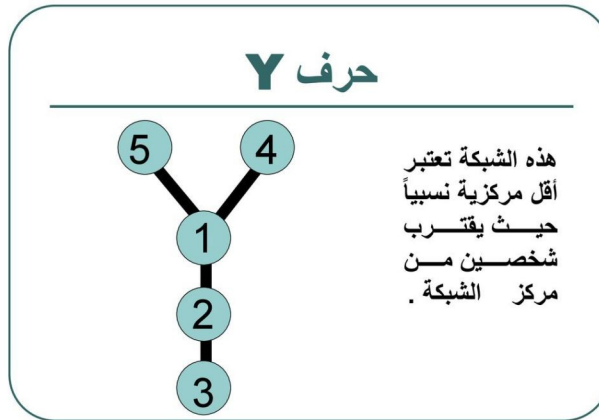 حرف Y
هذه الشبكة تعتبر
أقل مركزية نسبياً
حيث يقترب
شخصين من
مركز الشبكة .
5 4
1
2
3